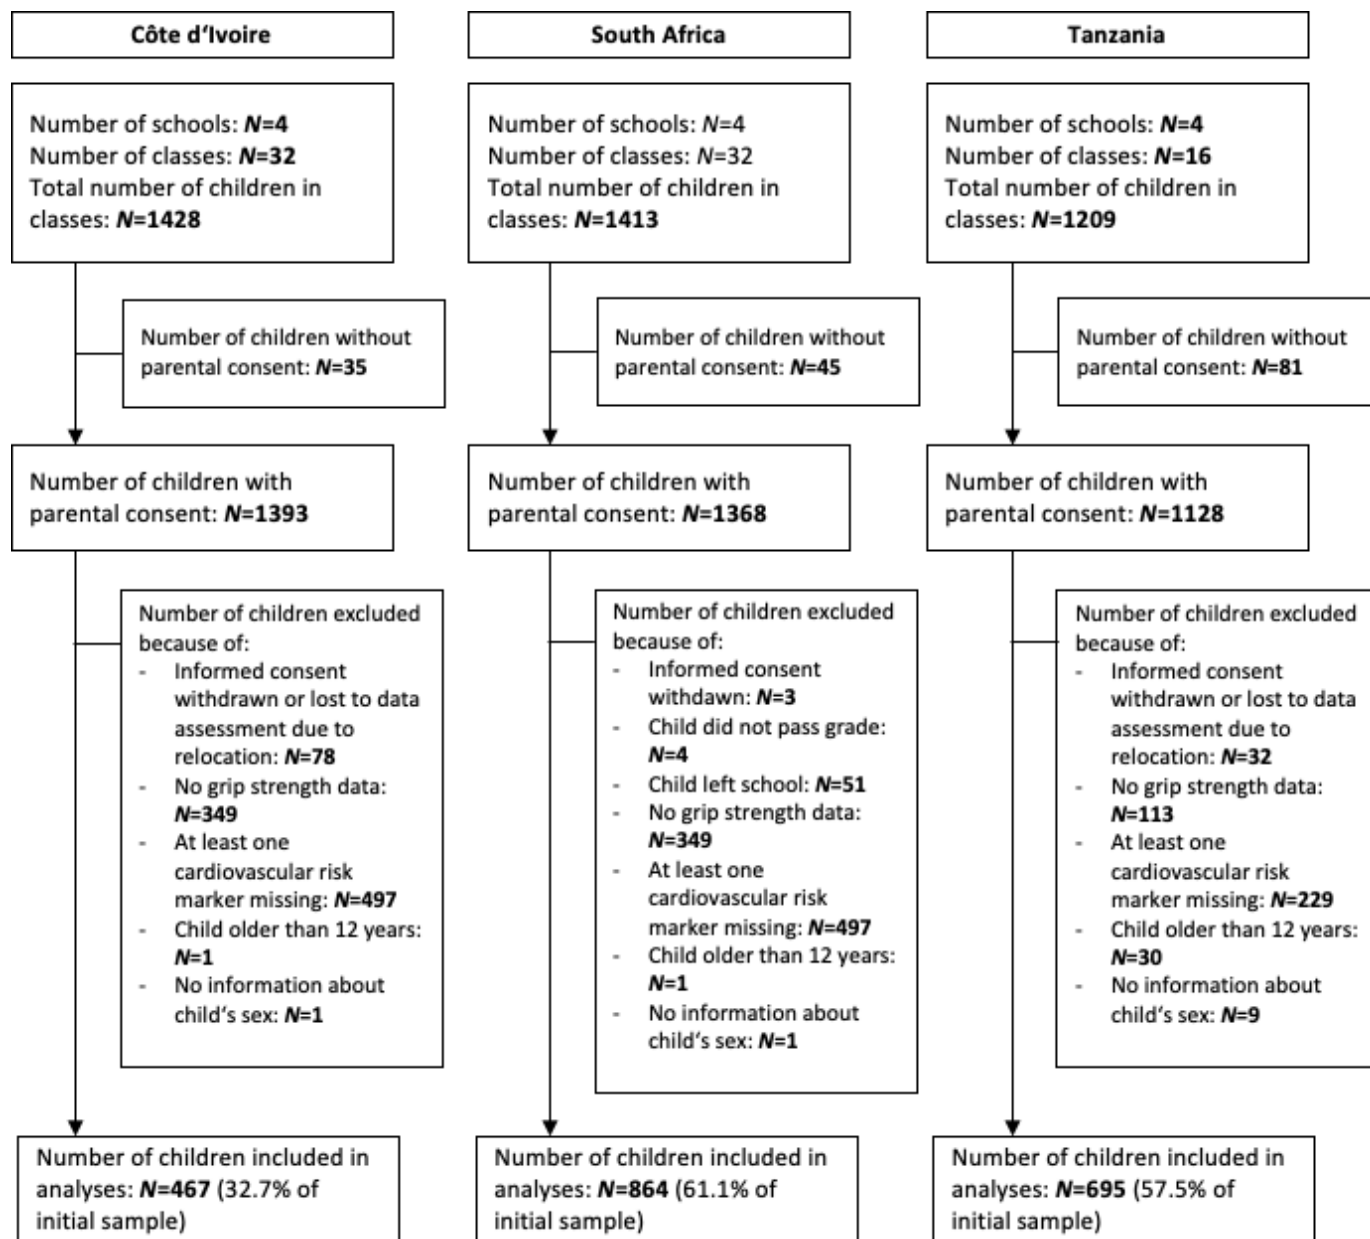 Côte d‘Ivoire
Number of schools: N=4
Number of classes: N=32
Total number of children in
classes: N=1428
Number of children without
parental consent: N=35
Number of children with
parental consent: N=1393
Number of children excluded
because of:
- Informed consent
withdrawn or lost to data
assessment due to
relocation: N=78
- No grip strength data:
N=349
- At least one
cardiovascular risk
marker missing: N=497
- Child older than 12 years:
N=1
- No information about
child‘s sex: N=1
Number of children included in
analyses: N=467 (32.7% of
initial sample)
South Africa
Number of schools: N=4
Number of classes: N=32
Total number of children in
classes: N=1413
Number of children without
parental consent: N=45
Number of children with
parental consent: N=1368
Number of children excluded
because of:
- Informed consent
withdawn: N=3
- Child did not pass grade:
N=4
- Child left school: N=51
- No grip strength data:
N=349
- At least one
cardiovascular risk
marker missing: N=497
- Child older than 12 years:
N=1
- No information about
child‘s sex: N=1
Number of children included in
analyses: N=864 (61.1% of
initial sample)
Tanzania
Number of schools: N=4
Number of classes: N=16
Total number of children in
classes: N=1209
Number of children without
parental consent: N=81
Number of children with
parental consent: N=1128
Number of children excluded
because of:
- Informed consent
withdrawn or lost to data
assessment due to
relocation: N=32
- No grip strength data:
N=113
- At least one
cardiovascular risk
marker missing: N=229
- Child older than 12 years:
N=30
- No information about
child‘s sex: N=9
Number of children included in
analyses: N=695 (57.5% of
initial sample)